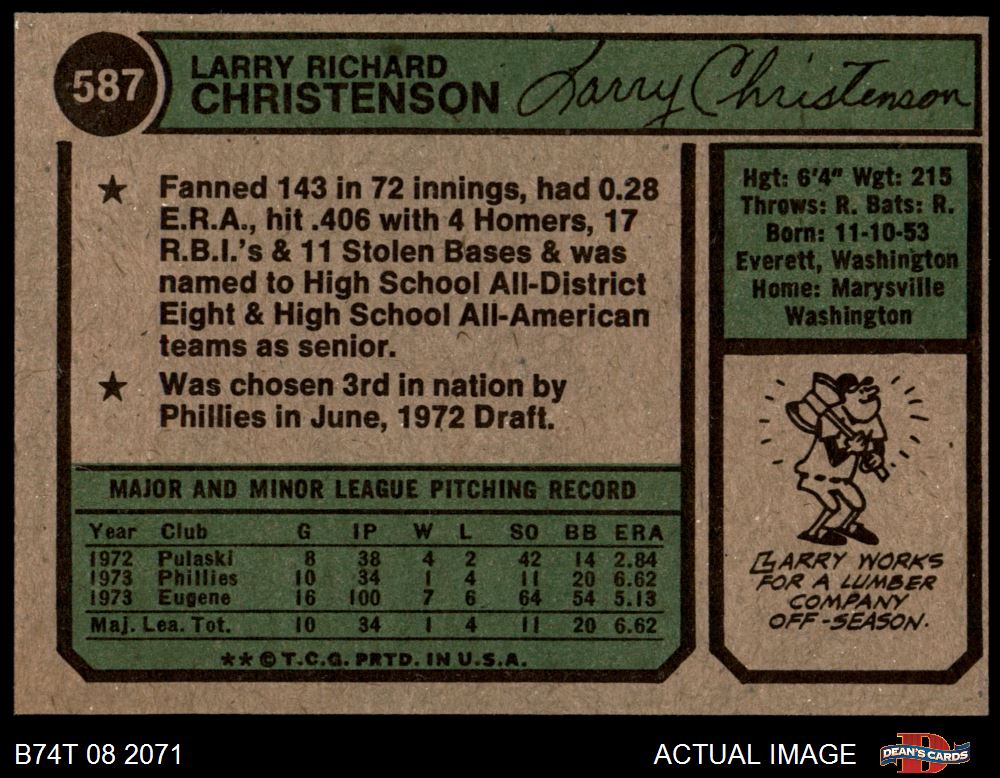 587
LARRY RICHARD
CHRISTENSON
Larry Christenson
★ Fanned 143 in 72 innings, had 0.28
E.R.A., hit .406 with 4 Homers, 17
R.B.I.'s & 11 Stolen Bases & was
named to High School All-District
Eight & High School All-American
teams as senior.
★ Was chosen 3rd in nation by
Phillies in June, 1972 Draft.
Hgt: 6'4" Wgt: 215
Throws: R. Bats: R.
Born: 11-10-53
Everett, Washington
Home: Marysville
Washington
MAJOR AND MINOR LEAGUE PITCHING RECORD
Year Club G IP W L SO BB ERA
1972 Pulaski 8 38 4 2 42 14 2.84
1973 Phillies 10 34 1 4 11 20 6.62
1973 Eugene 16 100 7 6 64 54 5.13
Maj. Lea. Tot. 10 34 1 4 11 20 6.62
★★ © T.C.G. PRTD. IN U.S.A.
LARRY WORKS
FOR A LUMBER
COMPANY
OFF-SEASON.
B74T 08 2071
ACTUAL IMAGE
D
DEAN'S CARDS